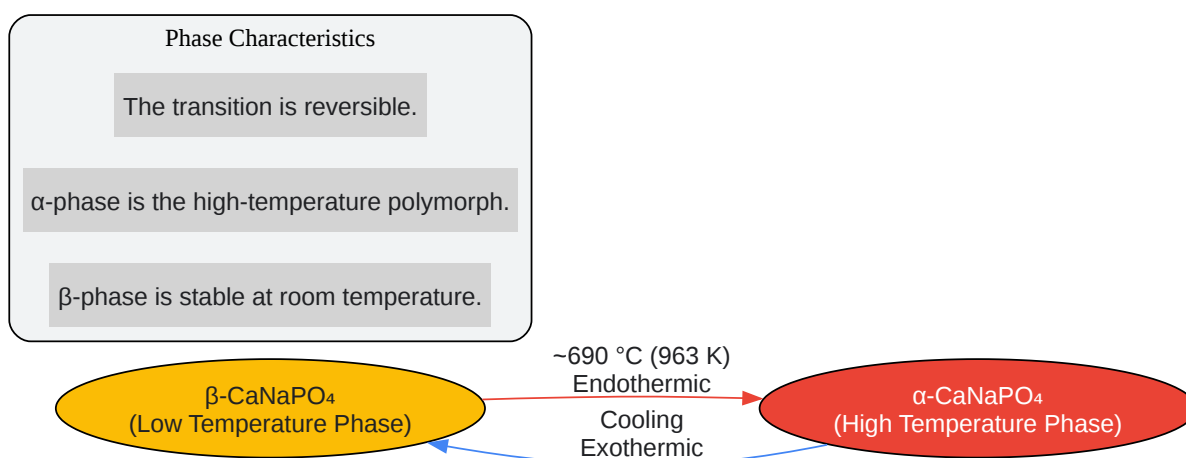 Phase Characteristics
The transition is reversible.
α-phase is the high-temperature polymorph.
β-phase is stable at room temperature.
~690 °C (963 K)
Endothermic
β-CaNaPO₄
(Low Temperature Phase)
α-CaNaPO₄
(High Temperature Phase)
Cooling
Exothermic